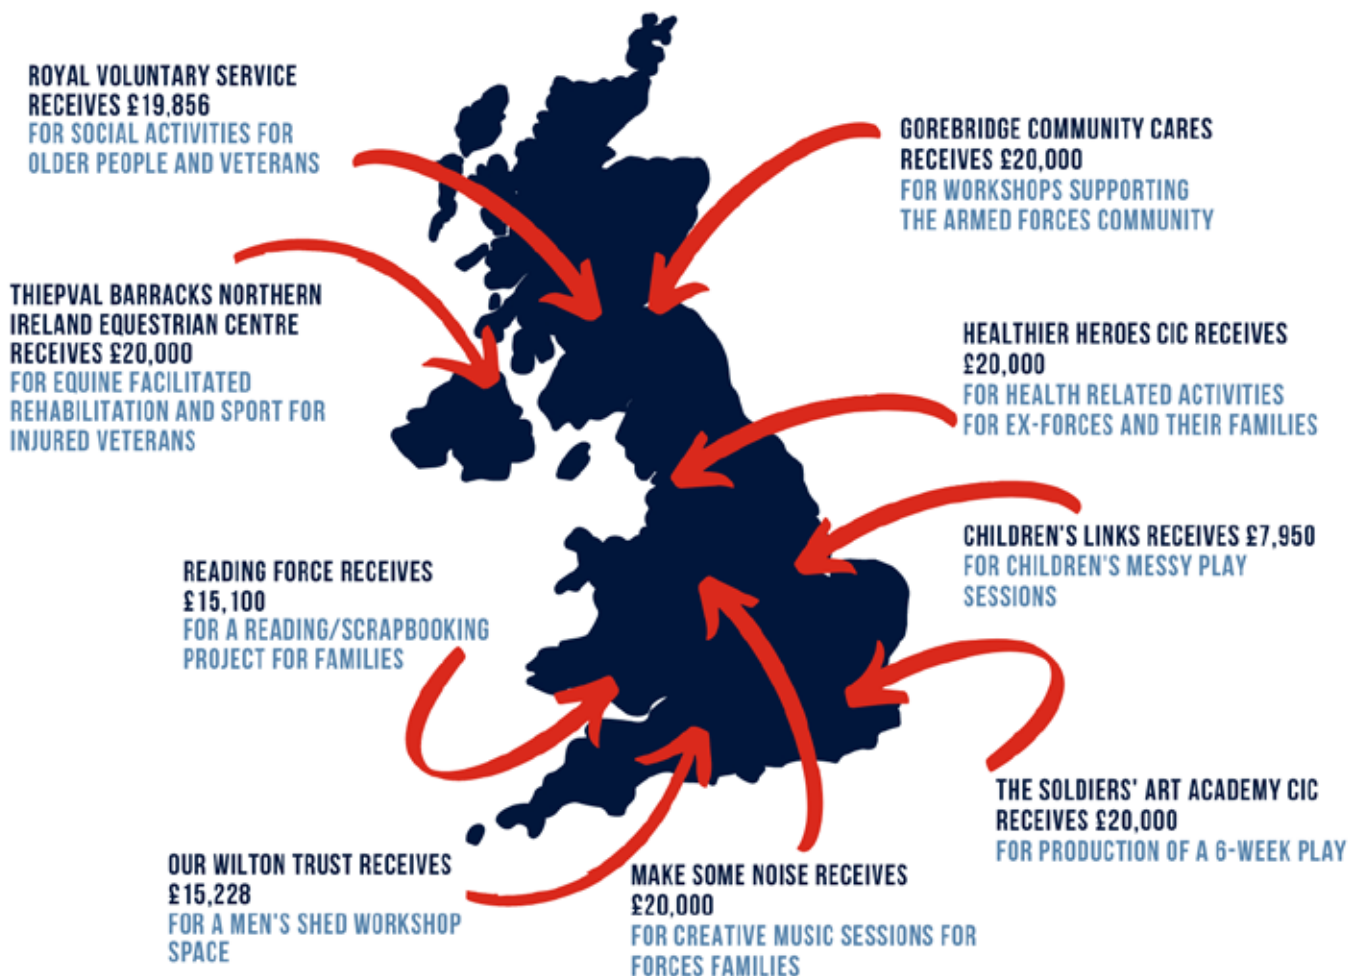 ROYAL VOLUNTARY SERVICE
RECEIVES £19,856
FOR SOCIAL ACTIVITIES FOR
OLDER PEOPLE AND VETERANS
GOREBRIDGE COMMUNITY CARES
RECEIVES £20,000
FOR WORKSHOPS SUPPORTING
THE ARMED FORCES COMMUNITY
THIEPVAL BARRACKS NORTHERN
IRELAND EQUESTRIAN CENTRE
RECEIVES £20,000
FOR EQUINE FACILITATED
REHABILITATION AND SPORT FOR
INJURED VETERANS
HEALTHIER HEROES CIC RECEIVES
£20,000
FOR HEALTH RELATED ACTIVITIES
FOR EX-FORCES AND THEIR FAMILIES
CHILDREN'S LINKS RECEIVES £7,950
FOR CHILDREN'S MESSY PLAY
SESSIONS
READING FORCE RECEIVES
£15,100
FOR A READING/SCRAPBOOKING
PROJECT FOR FAMILIES
THE SOLDIERS' ART ACADEMY CIC
RECEIVES £20,000
FOR PRODUCTION OF A 6-WEEK PLAY
OUR WILTON TRUST RECEIVES
£15,228
FOR A MEN'S SHED WORKSHOP
SPACE
MAKE SOME NOISE RECEIVES
£20,000
FOR CREATIVE MUSIC SESSIONS FOR
FORCES FAMILIES